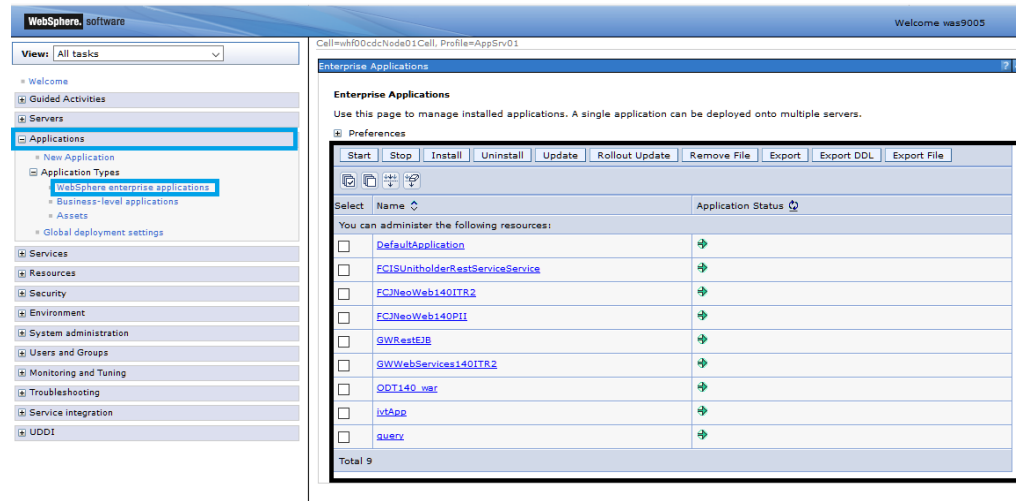 WebSphere. software
Welcome was9005
View: All tasks
Welcome
Guided Activities
Servers
Applications
New Application
Application Types
WebSphere enterprise applications
Business-level applications
Assets
Global deployment settings
Services
Resources
Security
Environment
System administration
Users and Groups
Monitoring and Tuning
Troubleshooting
Service integration
UDDI
Cell=whf00cdcNode01Cell, Profile=AppSrv01
Enterprise Applications ?
Enterprise Applications
Use this page to manage installed applications. A single application can be deployed onto multiple servers.
Preferences
Start Stop Install Uninstall Update Rollout Update Remove File Export Export DDL Export File
Select Name Application Status
You can administer the following resources:
DefaultApplication
FCISUnitholderRestServiceService
FCJNeoWeb140ITR2
FCJNeoWeb140PII
GWRestEJB
GWWebServices140ITR2
ODT140_war
ivtApp
query
Total 9